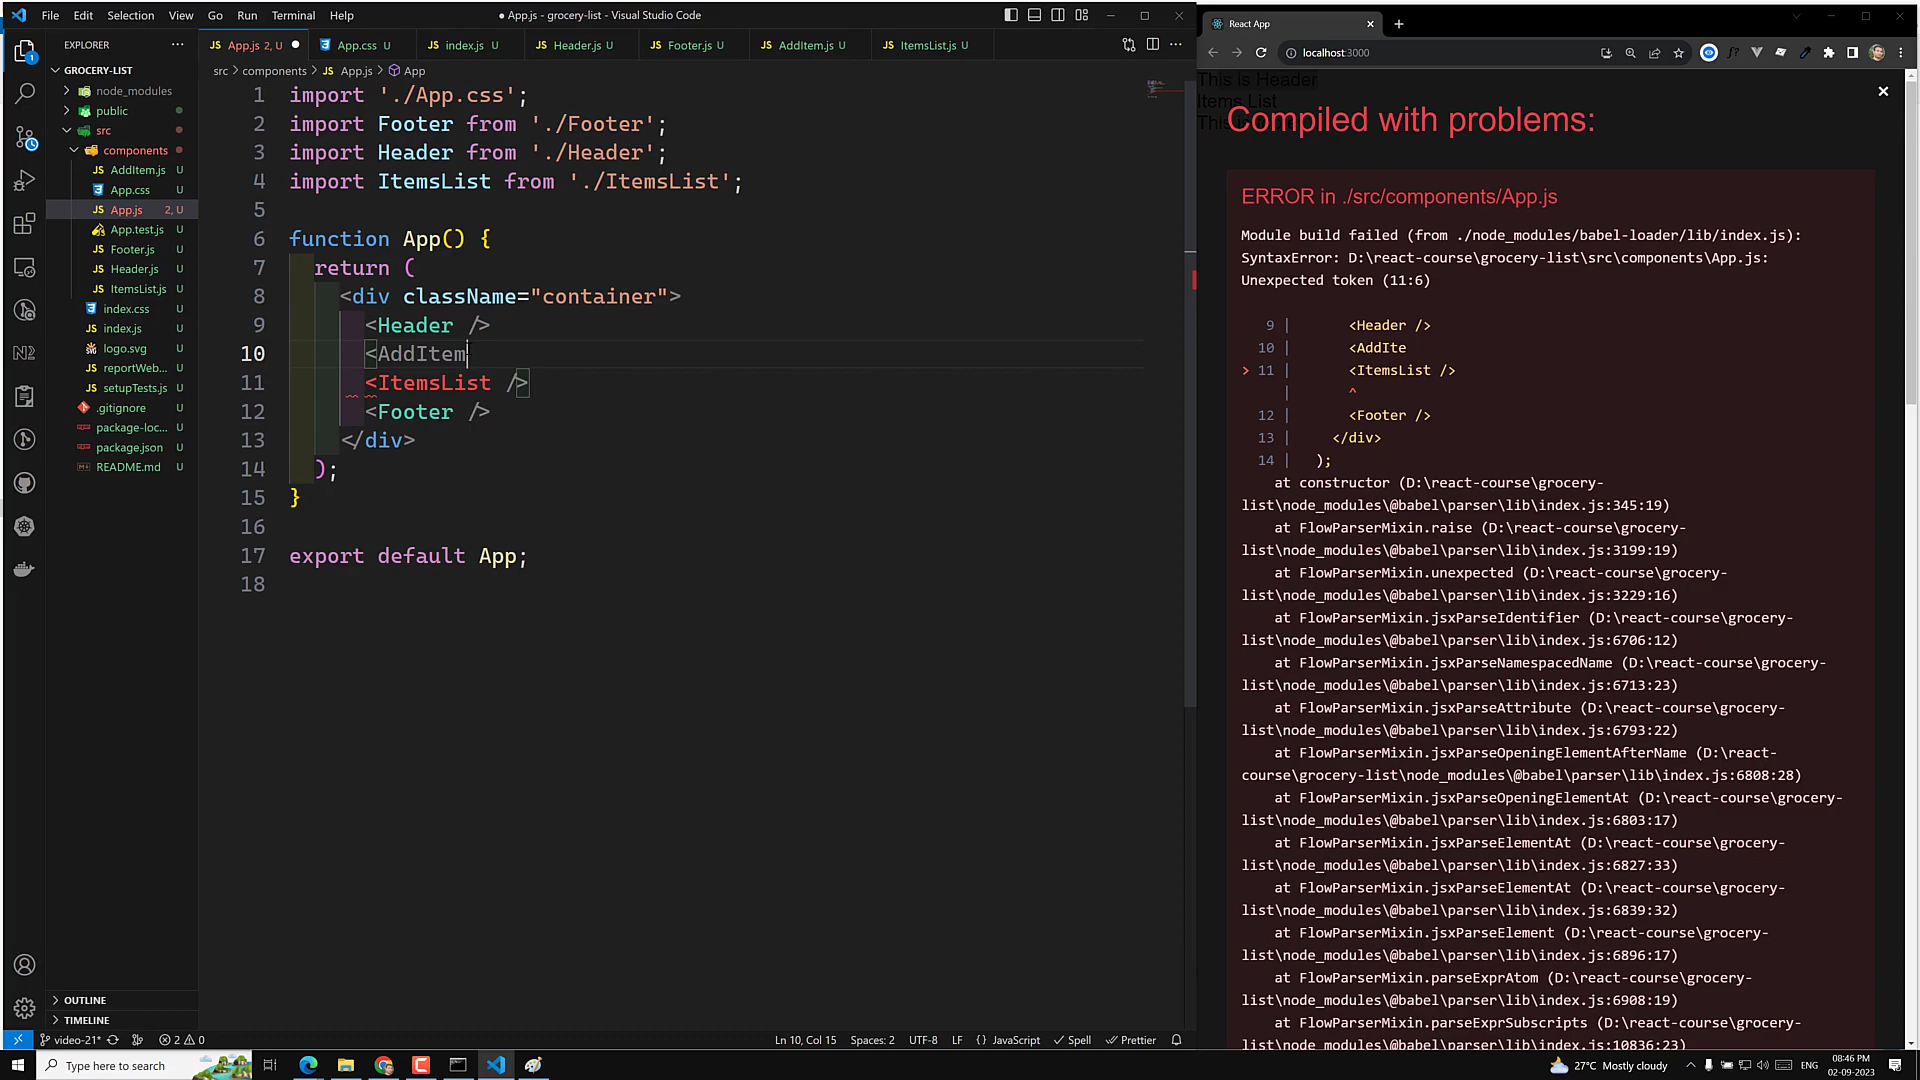 File Edit Selection View Go Run Terminal Help
● App.js - grocery-list - Visual Studio Code
EXPLORER
GROCERY-LIST
node_modules
public
src
components
AddItem.js U
App.css U
App.js 2, U
App.test.js U
Footer.js U
Header.js U
ItemsList.js U
index.css U
index.js U
logo.svg U
reportWeb... U
setupTests.js U
.gitignore U
package-loc... U
package.json U
README.md U
OUTLINE
TIMELINE
App.js 2, U App.css U index.js U Header.js U Footer.js U AddItem.js U ItemsList.js U
src > components > App.js > App
1 import './App.css';
2 import Footer from './Footer';
3 import Header from './Header';
4 import ItemsList from './ItemsList';
5
6 function App() {
7 return (
8 <div className="container">
9 <Header />
10 <AddItem
11 <ItemsList />
12 <Footer />
13 </div>
14 );
15 }
16
17 export default App;
18
video-21* 2 0
Ln 10, Col 15 Spaces: 2 UTF-8 LF {} JavaScript Spell Prettier
React App
localhost:3000
This is Header
Items List
Compiled with problems:
ERROR in ./src/components/App.js
Module build failed (from ./node_modules/babel-loader/lib/index.js):
SyntaxError: D:\react-course\grocery-list\src\components\App.js:
Unexpected token (11:6)
9 | <Header />
10 | <AddIte
> 11 | <ItemsList />
| ^
12 | <Footer />
13 | </div>
14 | );
at constructor (D:\react-course\grocery-
list\node_modules\@babel\parser\lib\index.js:345:19)
at FlowParserMixin.raise (D:\react-course\grocery-
list\node_modules\@babel\parser\lib\index.js:3199:19)
at FlowParserMixin.unexpected (D:\react-course\grocery-
list\node_modules\@babel\parser\lib\index.js:3229:16)
at FlowParserMixin.jsxParseIdentifier (D:\react-course\grocery-
list\node_modules\@babel\parser\lib\index.js:6706:12)
at FlowParserMixin.jsxParseNamespacedName (D:\react-course\grocery-
list\node_modules\@babel\parser\lib\index.js:6713:23)
at FlowParserMixin.jsxParseAttribute (D:\react-course\grocery-
list\node_modules\@babel\parser\lib\index.js:6793:22)
at FlowParserMixin.jsxParseOpeningElementAfterName (D:\react-
course\grocery-list\node_modules\@babel\parser\lib\index.js:6808:28)
at FlowParserMixin.jsxParseOpeningElementAt (D:\react-course\grocery-
list\node_modules\@babel\parser\lib\index.js:6803:17)
at FlowParserMixin.jsxParseElementAt (D:\react-course\grocery-
list\node_modules\@babel\parser\lib\index.js:6827:33)
at FlowParserMixin.jsxParseElementAt (D:\react-course\grocery-
list\node_modules\@babel\parser\lib\index.js:6839:32)
at FlowParserMixin.jsxParseElement (D:\react-course\grocery-
list\node_modules\@babel\parser\lib\index.js:6896:17)
at FlowParserMixin.parseExprAtom (D:\react-course\grocery-
list\node_modules\@babel\parser\lib\index.js:6908:19)
at FlowParserMixin.parseExprSubscripts (D:\react-course\grocery-
list\node_modules\@babel\parser\lib\index.js:10836:23)
Type here to search
27°C Mostly cloudy ENG 08:46 PM
02-09-2023